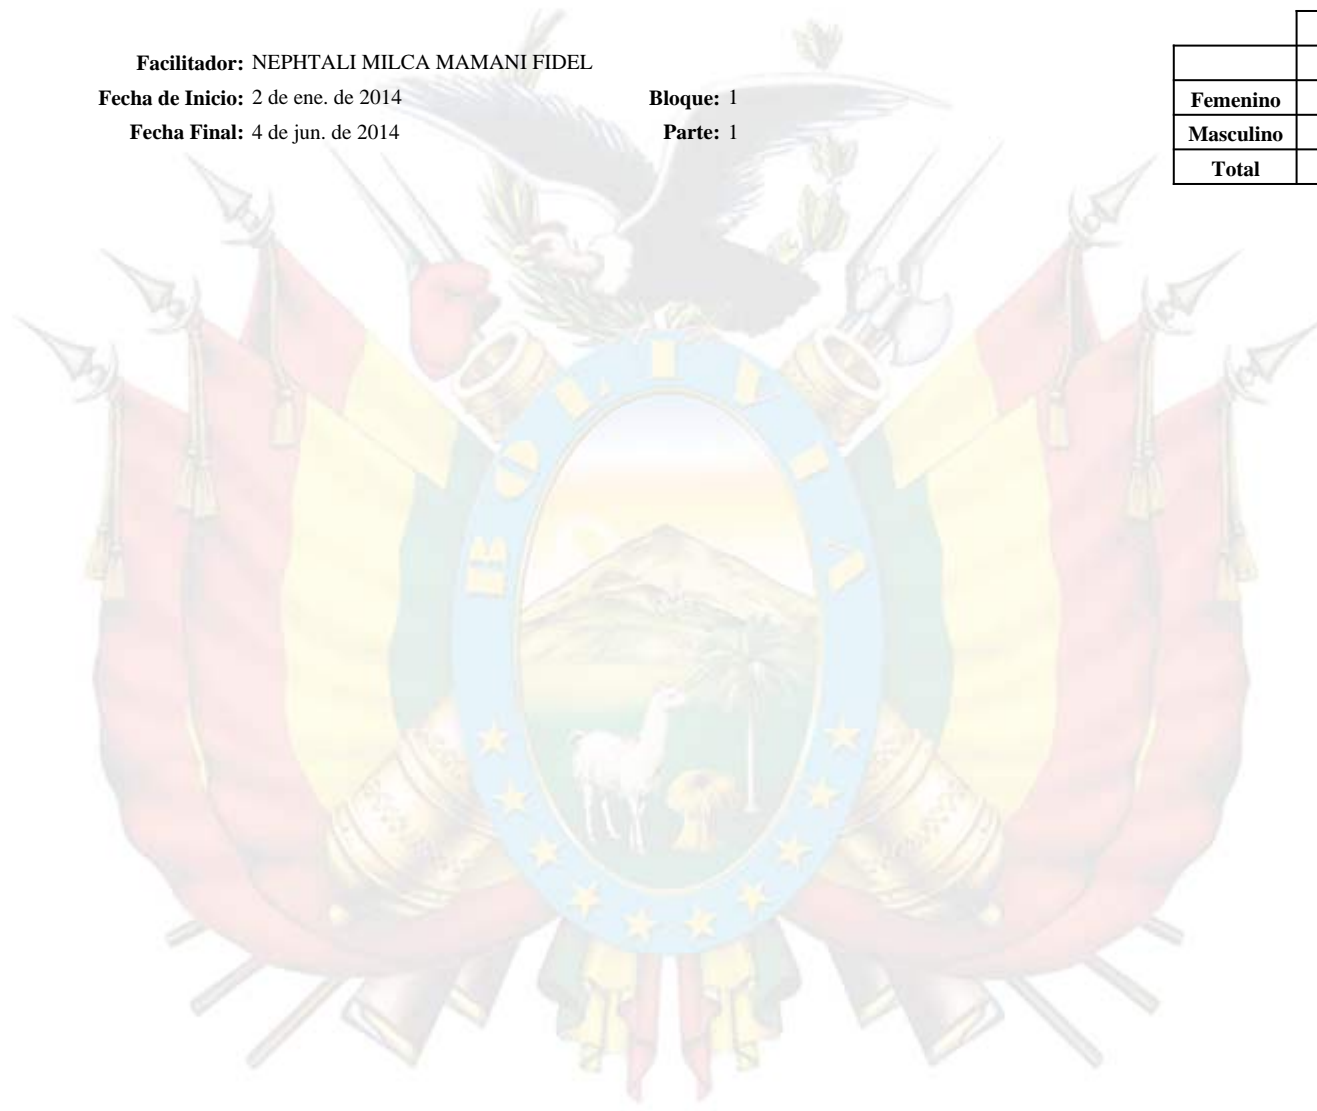 Facilitador: NEPHTALI MILCA MAMANI FIDEL
Fecha de Inicio: 2 de ene. de 2014 Bloque: 1
Fecha Final: 4 de jun. de 2014 Parte: 1
Femenino
Masculino
Total
BOLIVIA